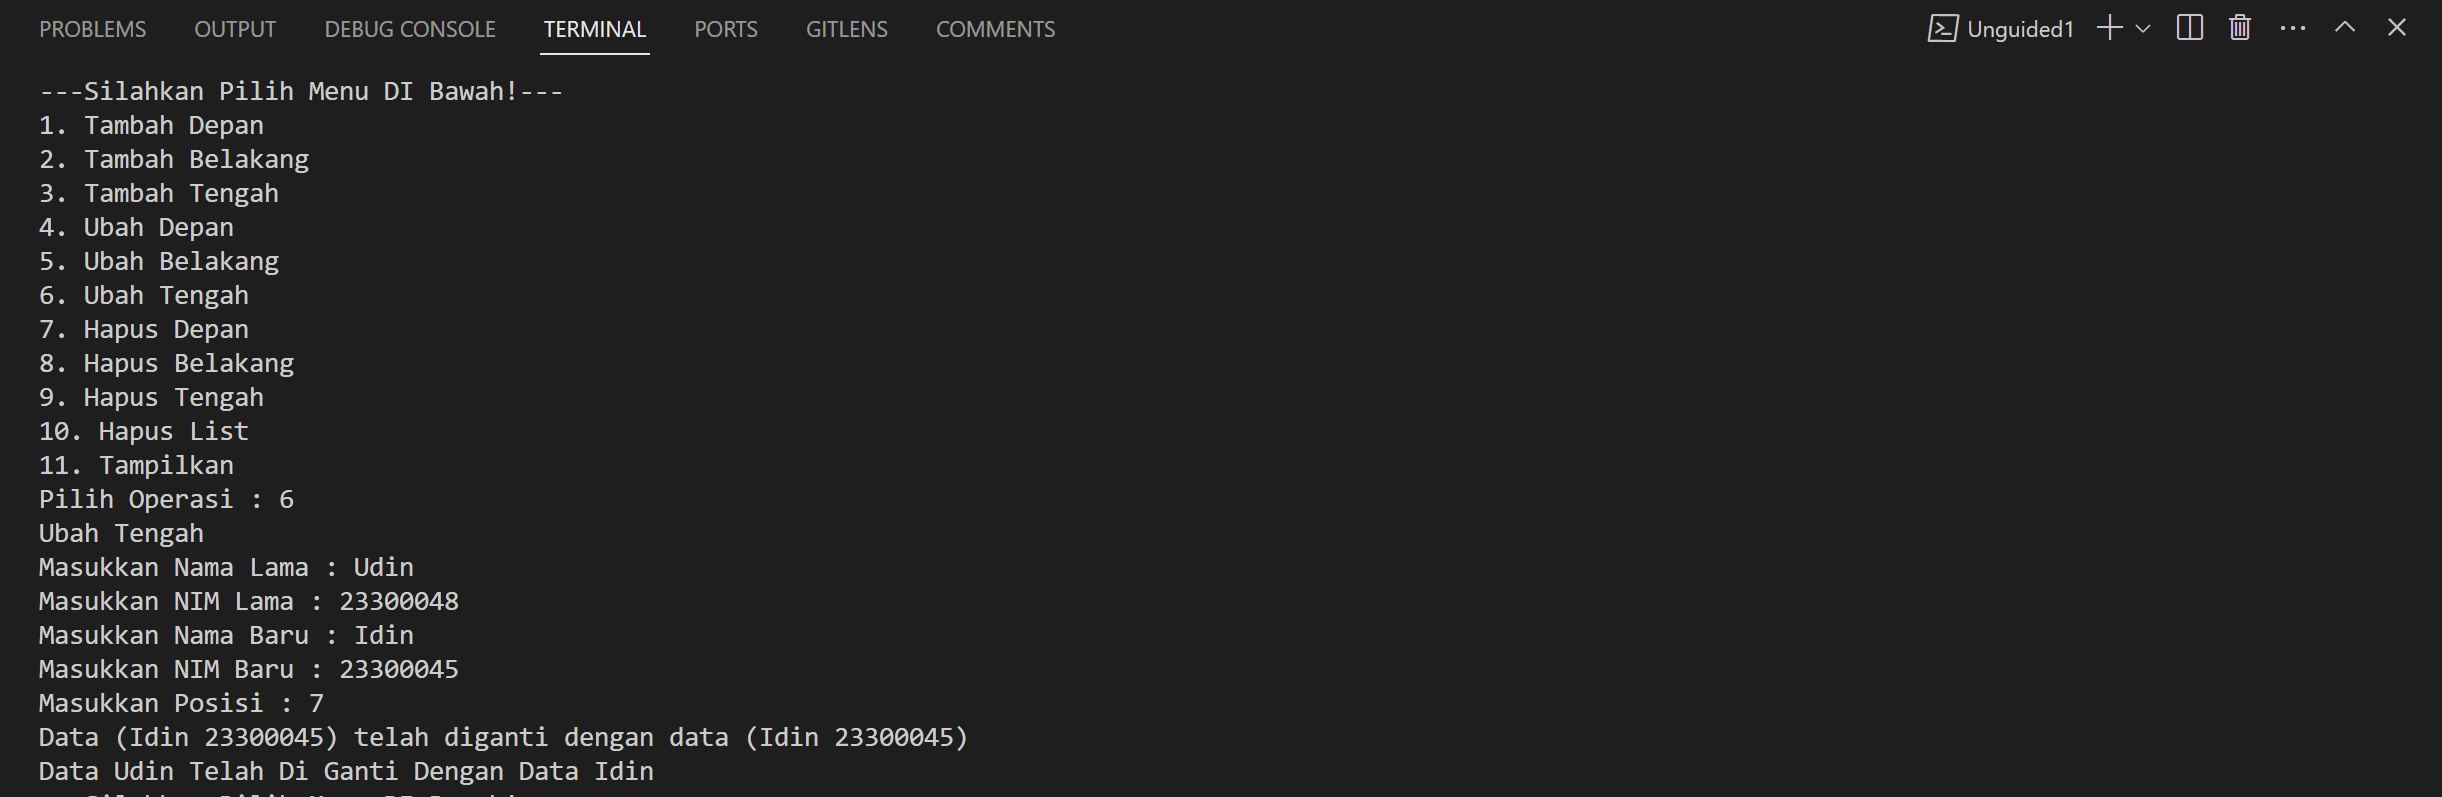 PROBLEMS OUTPUT DEBUG CONSOLE TERMINAL PORTS GITLENS COMMENTS Unguided1
---Silahkan Pilih Menu DI Bawah!---
1. Tambah Depan
2. Tambah Belakang
3. Tambah Tengah
4. Ubah Depan
5. Ubah Belakang
6. Ubah Tengah
7. Hapus Depan
8. Hapus Belakang
9. Hapus Tengah
10. Hapus List
11. Tampilkan
Pilih Operasi : 6
Ubah Tengah
Masukkan Nama Lama : Udin
Masukkan NIM Lama : 23300048
Masukkan Nama Baru : Idin
Masukkan NIM Baru : 23300045
Masukkan Posisi : 7
Data (Idin 23300045) telah diganti dengan data (Idin 23300045)
Data Udin Telah Di Ganti Dengan Data Idin